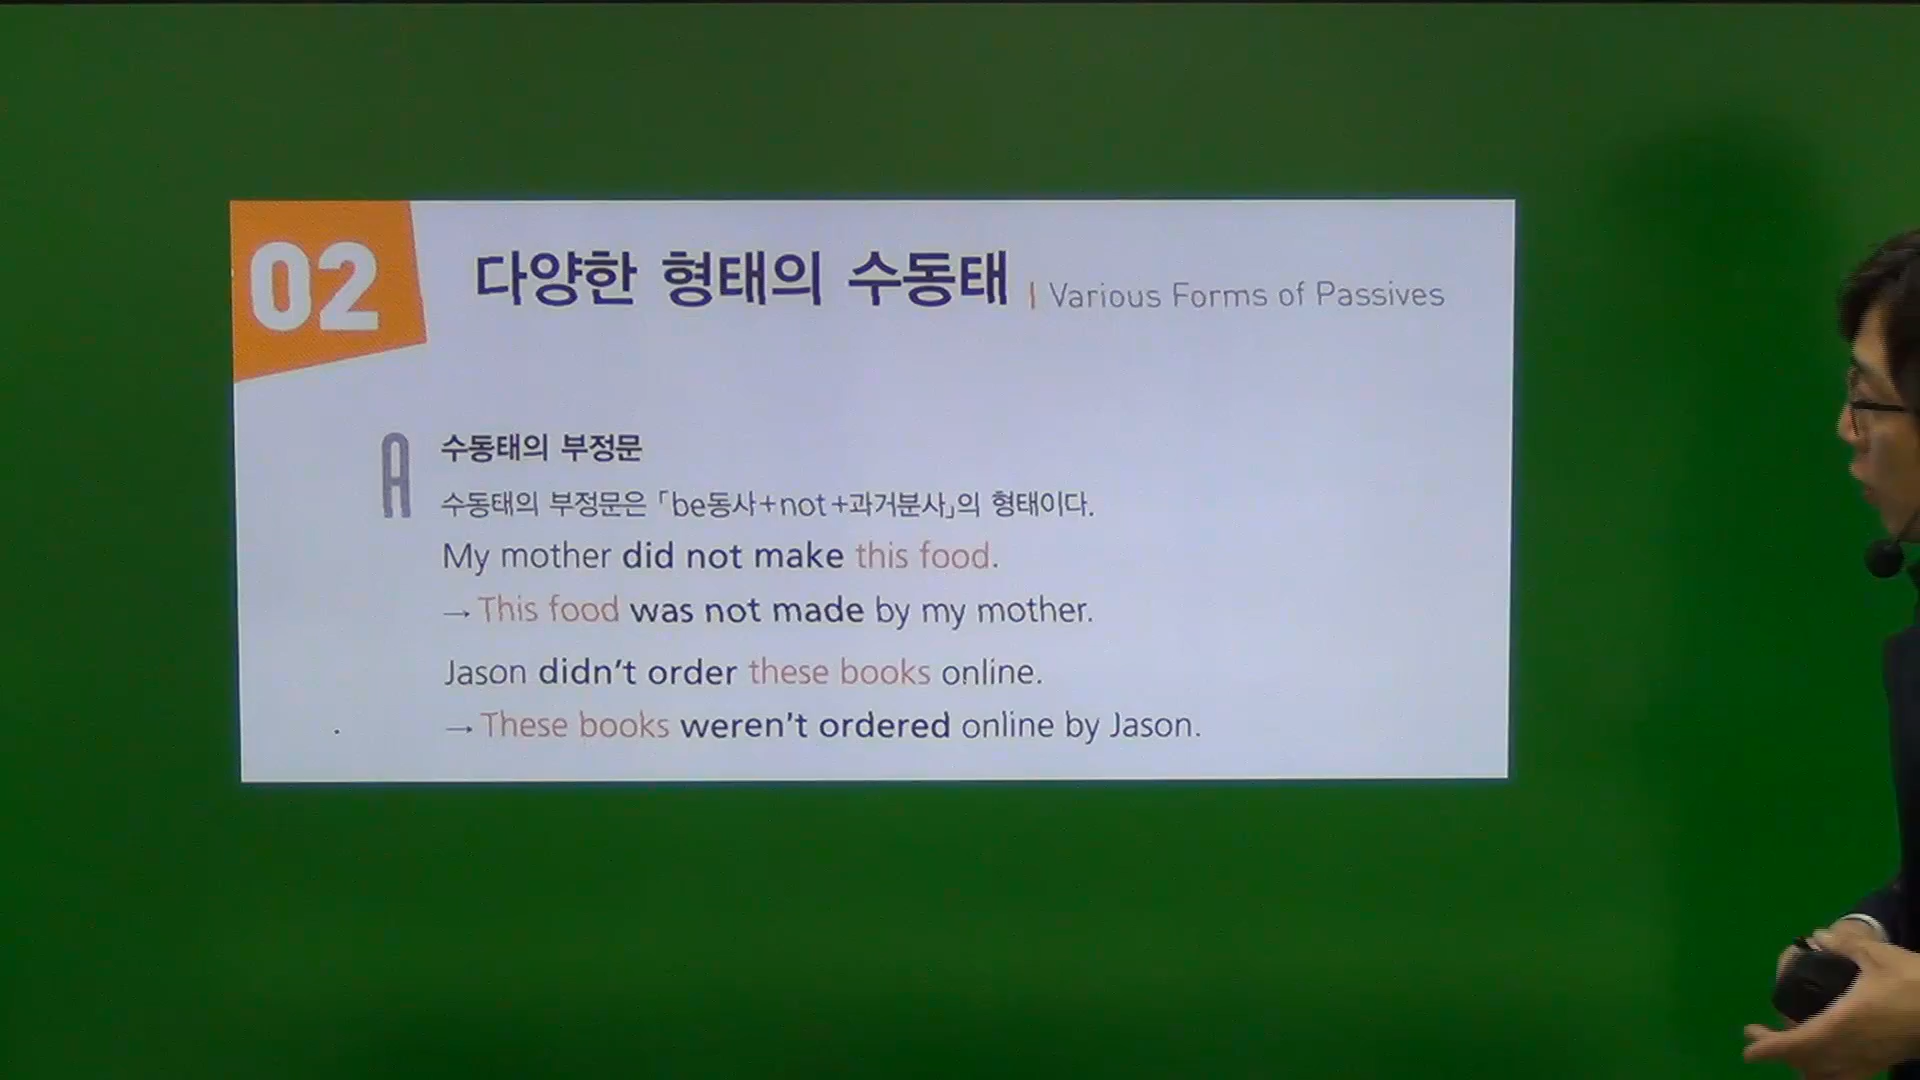 02
다양한 형태의 수동태 | Various Forms of Passives
A 수동태의 부정문
수동태의 부정문은 「be동사+not+과거분사」의 형태이다.
My mother did not make this food.
→ This food was not made by my mother.
Jason didn't order these books online.
→ These books weren't ordered online by Jason.